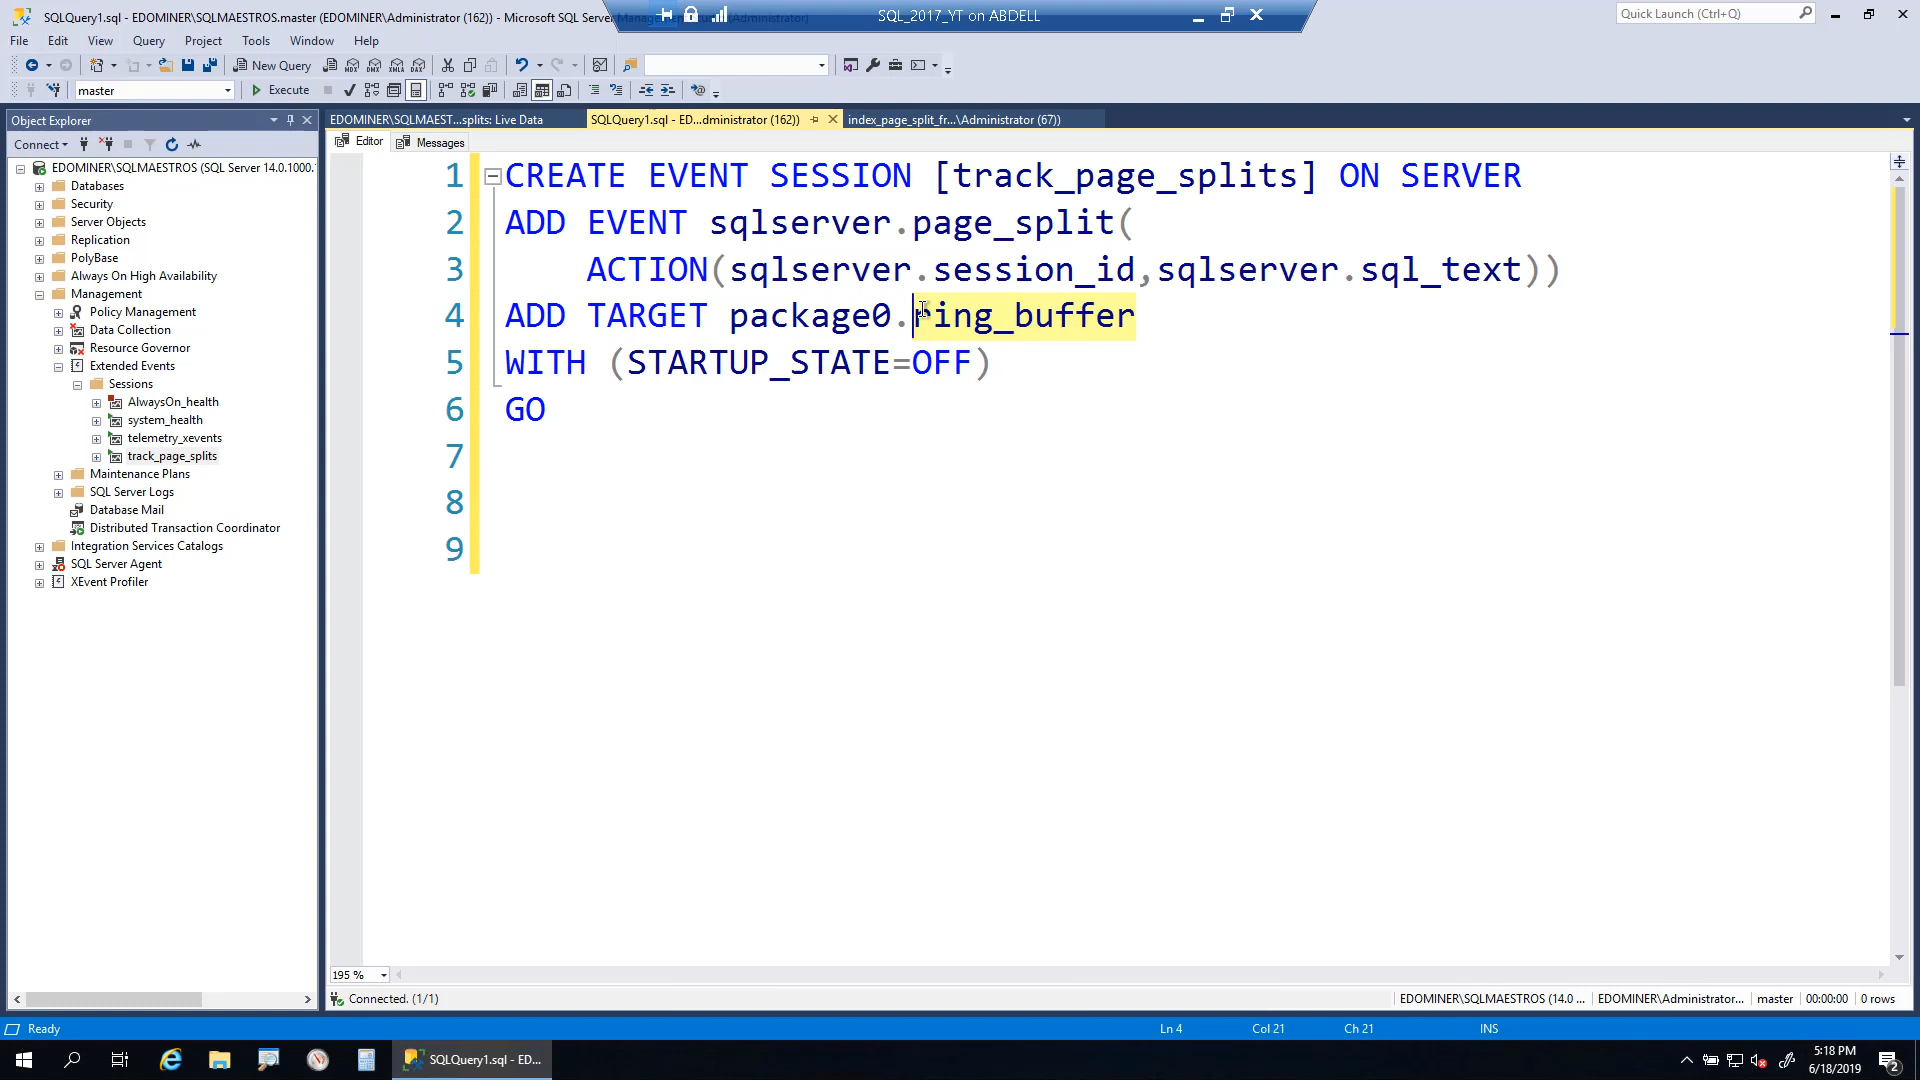 SQLQuery1.sql - EDOMINER\SQLMAESTROS.master (EDOMINER\Administrator (162)) - Microsoft SQL Server Man
SQL_2017_YT on ABDELL
Quick Launch (Ctrl+Q)
File Edit View Query Project Tools Window Help
New Query
master
Execute
Object Explorer
Connect
EDOMINER\SQLMAESTROS (SQL Server 14.0.1000.
Databases
Security
Server Objects
Replication
PolyBase
Always On High Availability
Management
Policy Management
Data Collection
Resource Governor
Extended Events
Sessions
AlwaysOn_health
system_health
telemetry_xevents
track_page_splits
Maintenance Plans
SQL Server Logs
Database Mail
Distributed Transaction Coordinator
Integration Services Catalogs
SQL Server Agent
XEvent Profiler
EDOMINER\SQLMAEST...splits: Live Data
SQLQuery1.sql - ED...dministrator (162))
index_page_split_fr...\Administrator (67))
Editor Messages
1 CREATE EVENT SESSION [track_page_splits] ON SERVER
2 ADD EVENT sqlserver.page_split(
3 ACTION(sqlserver.session_id,sqlserver.sql_text))
4 ADD TARGET package0.ring_buffer
5 WITH (STARTUP_STATE=OFF)
6 GO
7
8
9
195 %
Connected. (1/1)
EDOMINER\SQLMAESTROS (14.0 ... EDOMINER\Administrator... master 00:00:00 0 rows
Ready
Ln 4 Col 21 Ch 21 INS
SQLQuery1.sql - ED...
5:18 PM
6/18/2019
2